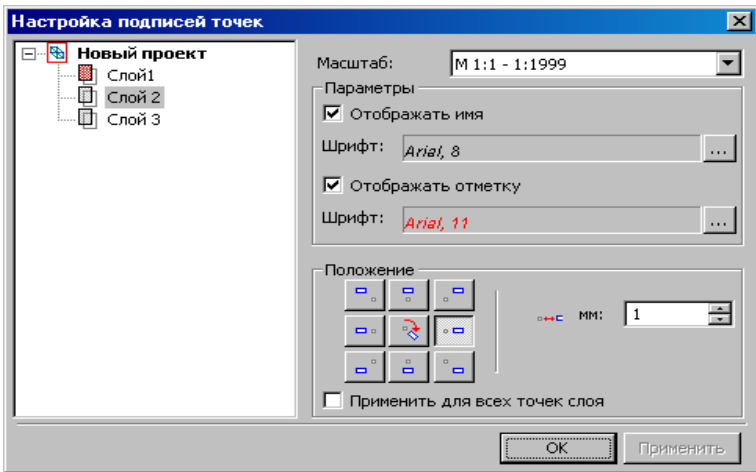 Настройка подписей точек
Новый проект
Слой1
Слой 2
Слой 3
Масштаб: М 1:1 - 1:1999
Параметры
Отображать имя
Шрифт: Arial, 8 ...
Отображать отметку
Шрифт: Arial, 11 ...
Положение
мм: 1
Применить для всех точек слоя
OK Применить